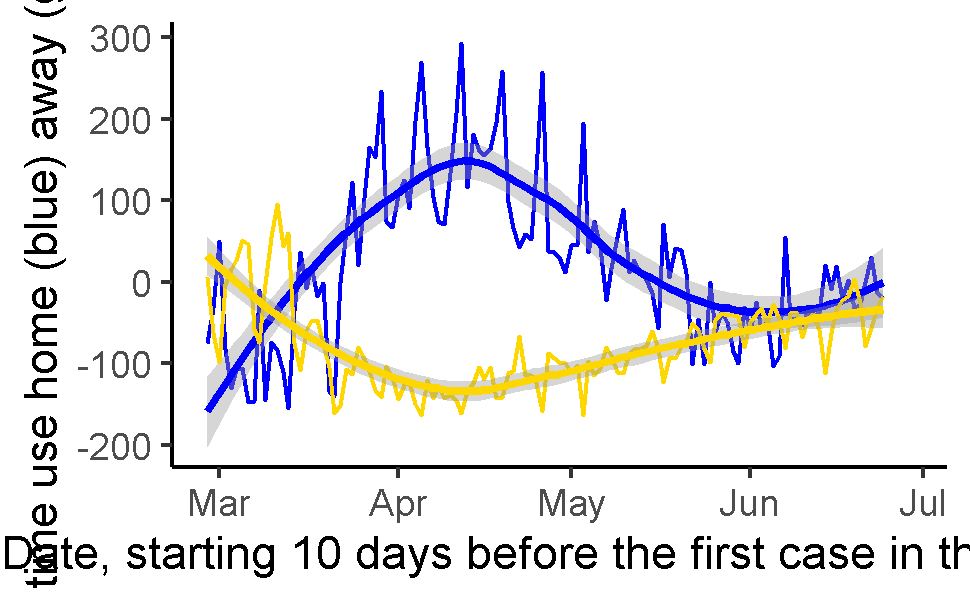 time use home (blue) away (
300
200
100
0
-100
-200
Mar Apr May Jun Jul
Date, starting 10 days before the first case in th